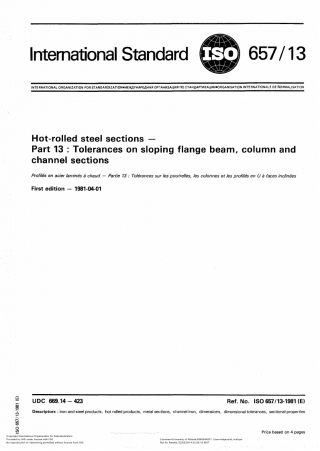 International Standard ISO 657/13
INTERNATIONAL ORGANIZATION FOR STANDARDIZATION•МЕЖДУНАРОДНАЯ ОРГАНИЗАЦИЯ ПО СТАНДАРТИЗАЦИИ•ORGANISATION INTERNATIONALE DE NORMALISATION
Hot-rolled steel sections —
Part 13 : Tolerances on sloping flange beam, column and
channel sections
Profilés en acier laminés à chaud — Partie 13 : Tolérances sur les poutrelles, les colonnes et les profilés en U à faces inclinées
First edition — 1981-04-01
UDC 669.14 — 423
Ref. No. ISO 657/13-1981 (E)
Descriptors : iron and steel products, hot rolled products, metal sections, channel iron, dimensions, dimensional tolerances, sectional properties
ISO 657/13-1981 (E)
Price based on 4 pages